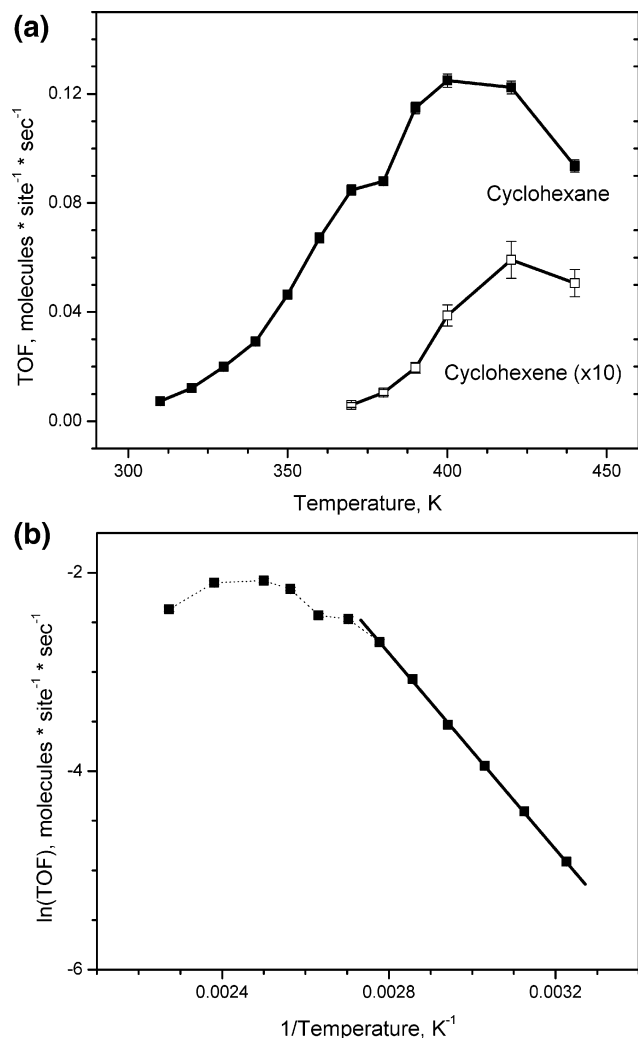 (a)
0.12
0.08
0.04
0.00
TOF, molecules * site⁻¹ * sec⁻¹
Cyclohexane
Cyclohexene (x10)
300 350 400 450
Temperature, K
(b)
-2
-4
-6
ln(TOF), molecules * site⁻¹ * sec⁻¹
0.0024 0.0028 0.0032
1/Temperature, K⁻¹